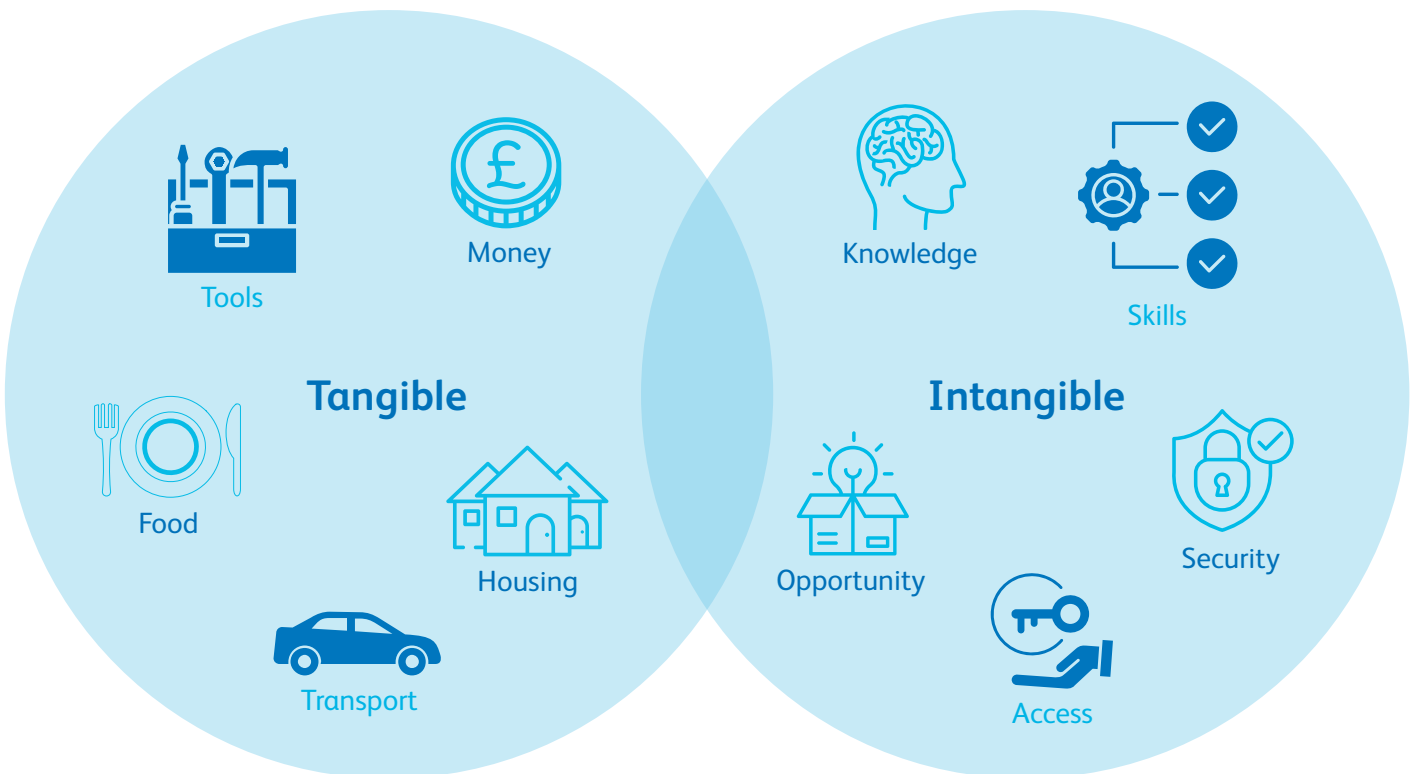 Tools
Money
Tangible
Food
Housing
Transport
Knowledge
Skills
Intangible
Opportunity
Security
Access
£